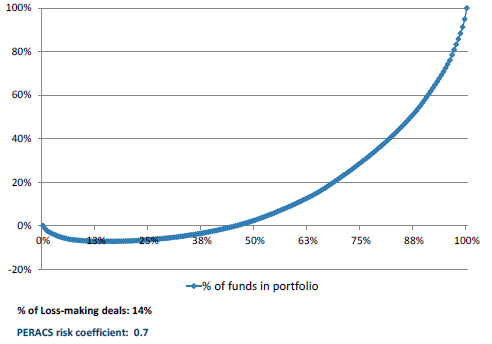 100%
80%
60%
40%
20%
0%
-20%
0% 13% 25% 38% 50% 63% 75% 88% 100%
% of funds in portfolio
% of Loss-making deals: 14%
PERACS risk coefficient: 0.7